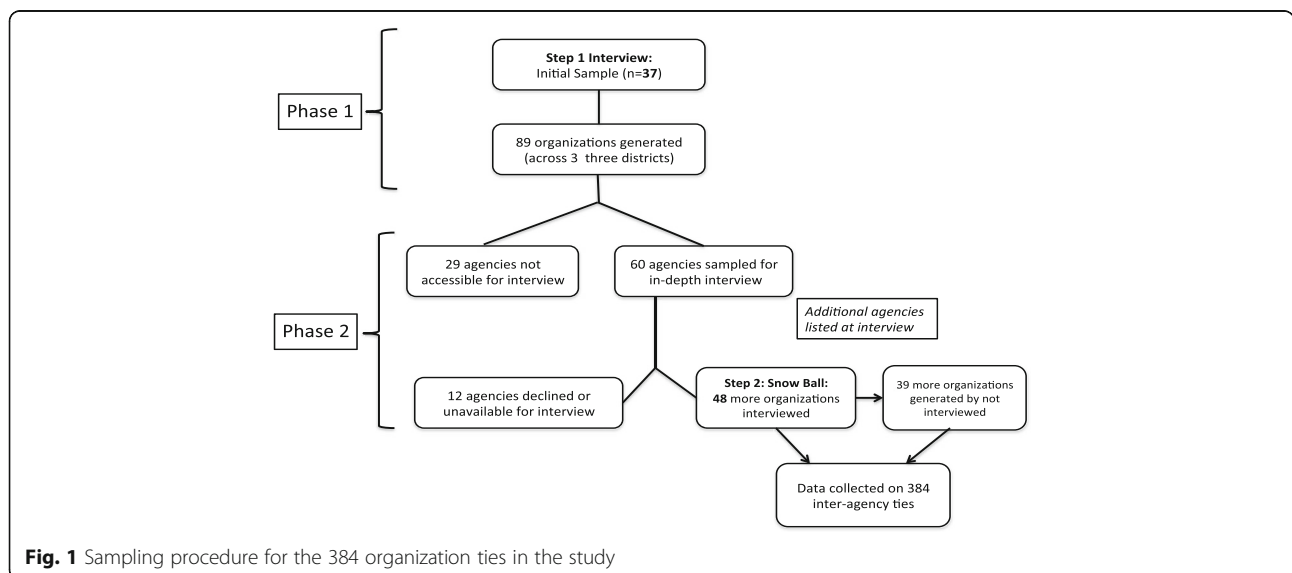 Step 1 Interview:
Initial Sample (n=37)
Phase 1
89 organizations generated
(across 3 three districts)
29 agencies not
accessible for interview
60 agencies sampled for
in-depth interview
Additional agencies
listed at interview
Phase 2
12 agencies declined or
unavailable for interview
Step 2: Snow Ball:
48 more organizations
interviewed
39 more organizations
generated by not
interviewed
Data collected on 384
inter-agency ties
Fig. 1 Sampling procedure for the 384 organization ties in the study